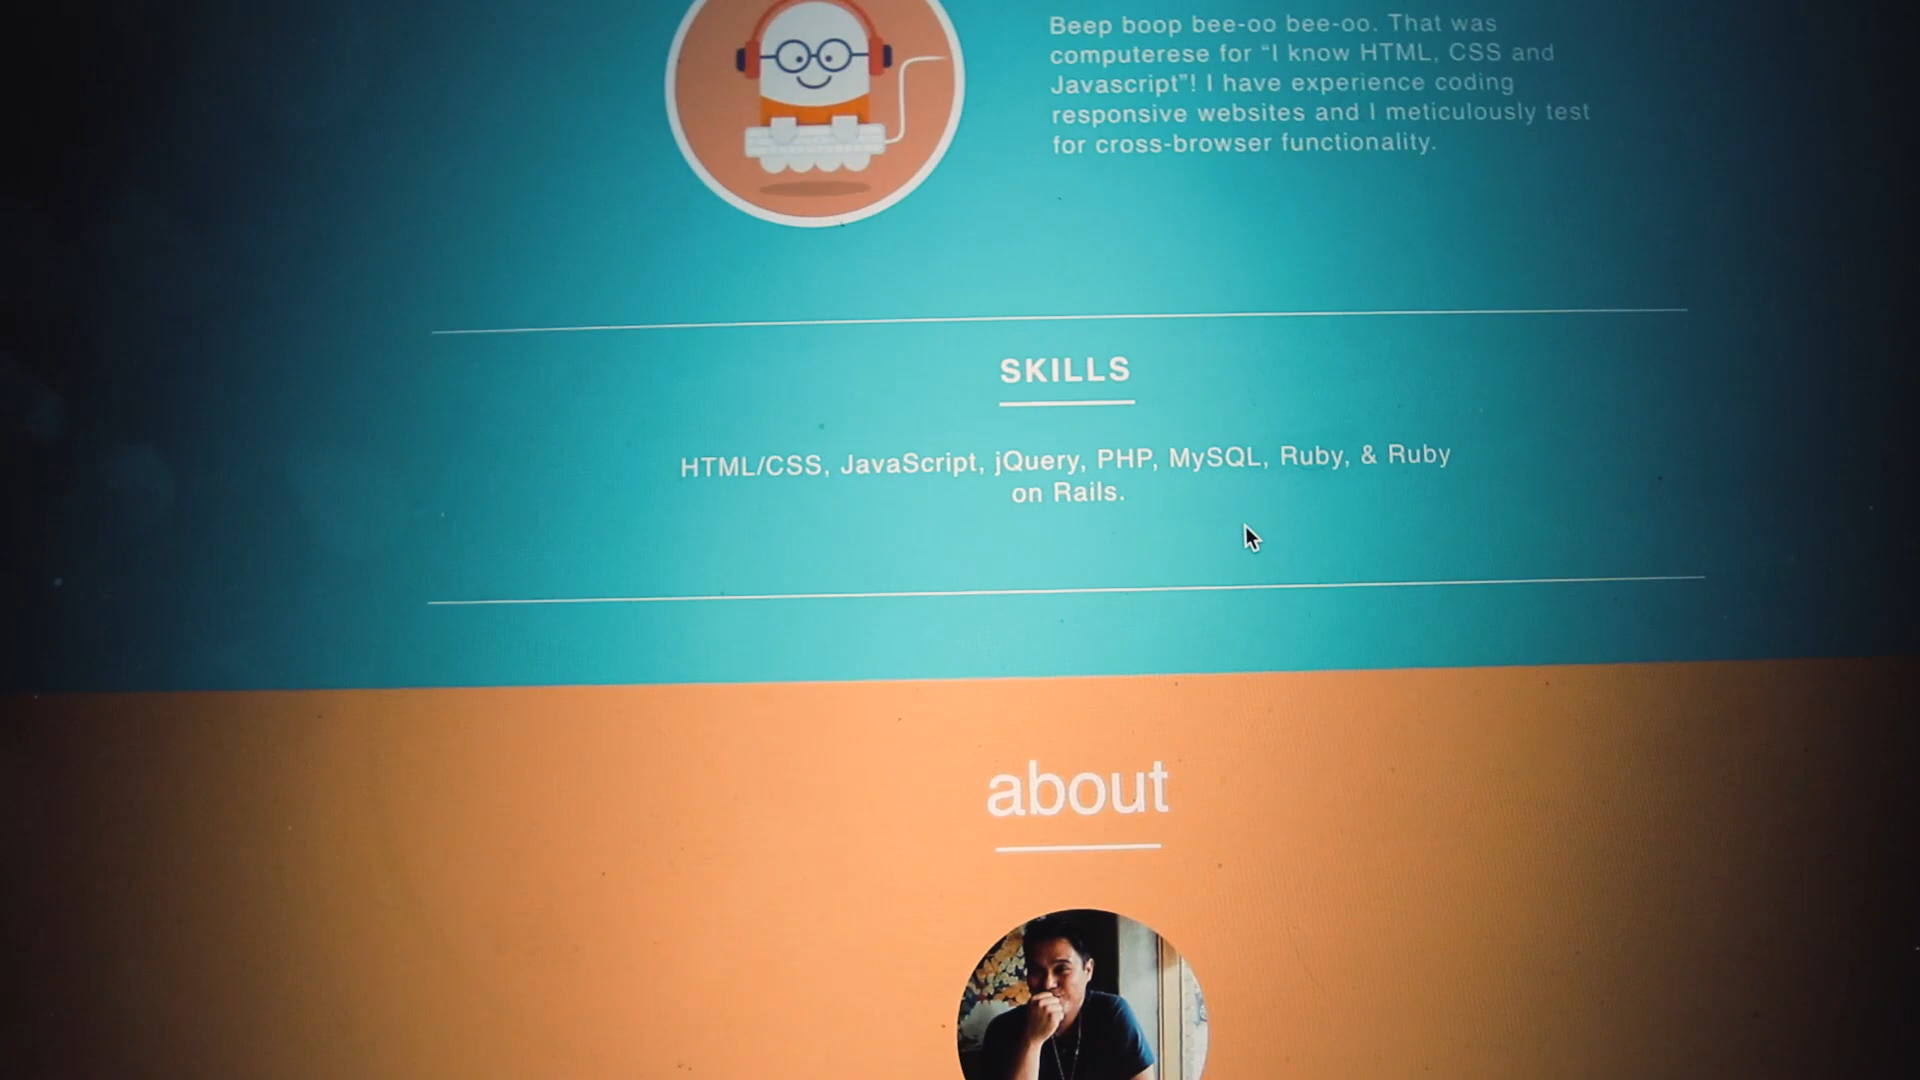 Beep boop bee-oo bee-oo. That was
computerese for “I know HTML, CSS and
Javascript”! I have experience coding
responsive websites and I meticulously test
for cross-browser functionality.
SKILLS
HTML/CSS, JavaScript, jQuery, PHP, MySQL, Ruby, & Ruby
on Rails.
about